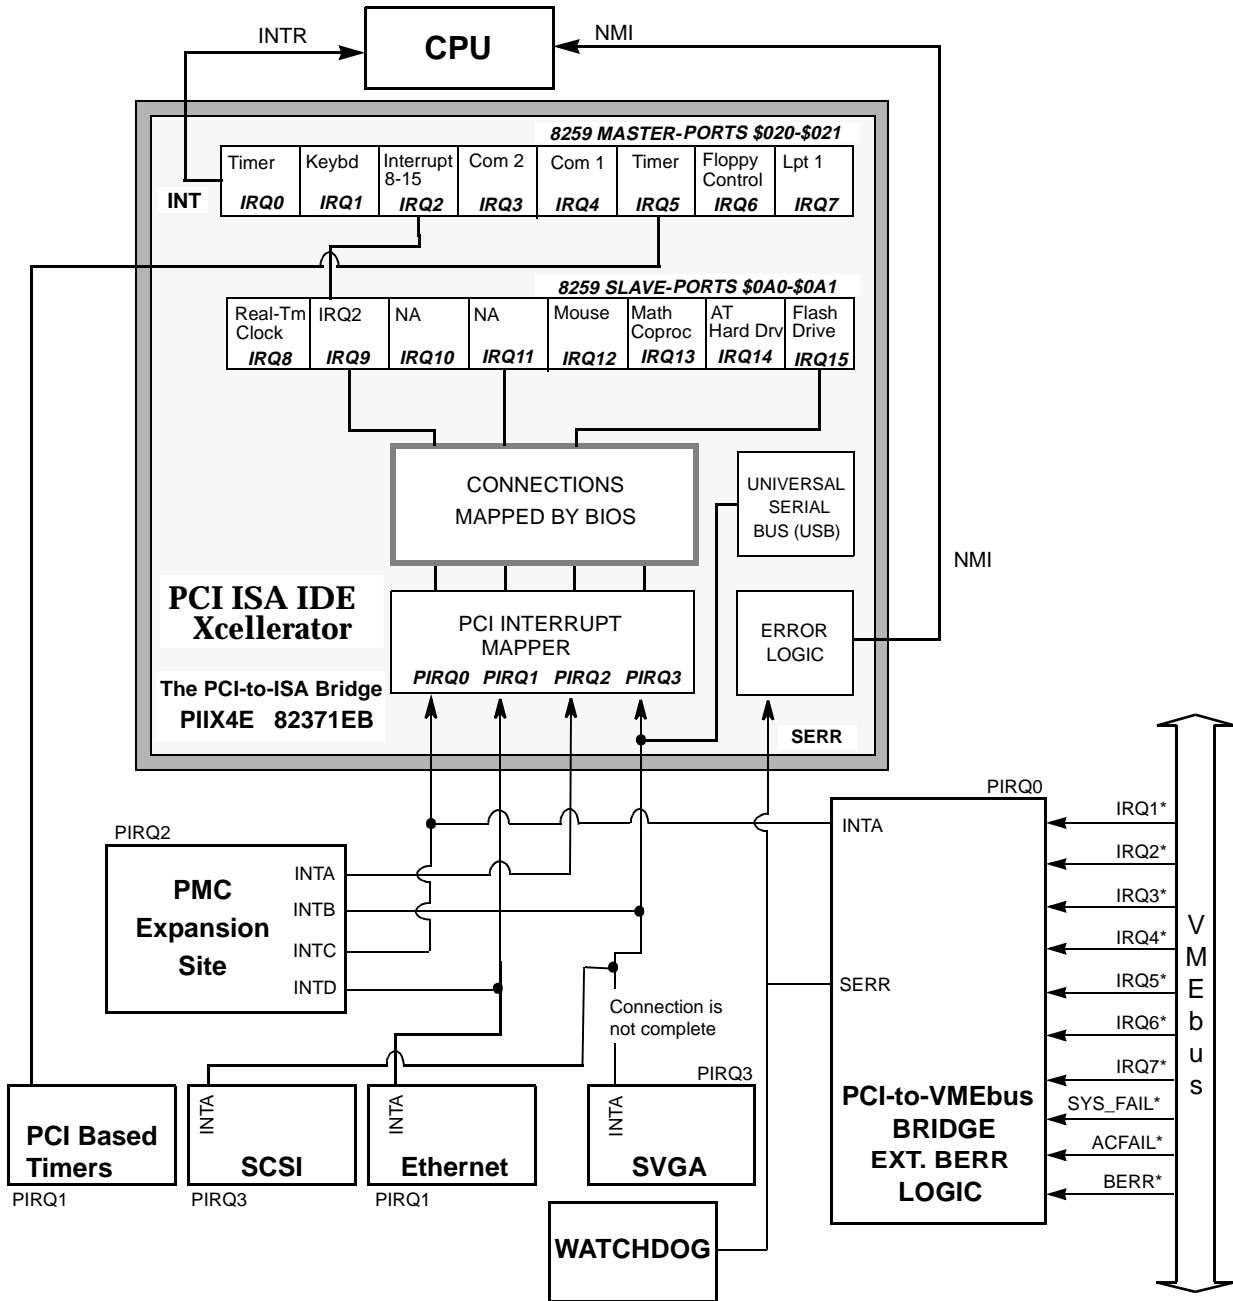 INTR
CPU
NMI
8259 MASTER-PORTS $020-$021
Timer
IRQ0
Keybd
IRQ1
Interrupt
8-15
IRQ2
Com 2
IRQ3
Com 1
IRQ4
Timer
IRQ5
Floppy
Control
IRQ6
Lpt 1
IRQ7
INT
8259 SLAVE-PORTS $0A0-$0A1
Real-Tm
Clock
IRQ8
IRQ2
IRQ9
NA
IRQ10
NA
IRQ11
Mouse
IRQ12
Math
Coproc
IRQ13
AT
Hard Drv
IRQ14
Flash
Drive
IRQ15
CONNECTIONS
MAPPED BY BIOS
UNIVERSAL
SERIAL
BUS (USB)
NMI
PCI ISA IDE
Xcellerator
PCI INTERRUPT
MAPPER
PIRQ0 PIRQ1 PIRQ2 PIRQ3
ERROR
LOGIC
The PCI-to-ISA Bridge
PIIX4E 82371EB
SERR
PIRQ2
PMC
Expansion
Site
INTA
INTB
INTC
INTD
PIRQ0
INTA
SERR
PCI-to-VMEbus
BRIDGE
EXT. BERR
LOGIC
IRQ1*
IRQ2*
IRQ3*
IRQ4*
IRQ5*
IRQ6*
IRQ7*
SYS_FAIL*
ACFAIL*
BERR*
VMEbus
Connection is
not complete
PCI Based
Timers
PIRQ1
INTA
SCSI
PIRQ3
INTA
Ethernet
PIRQ1
PIRQ3
INTA
SVGA
WATCHDOG